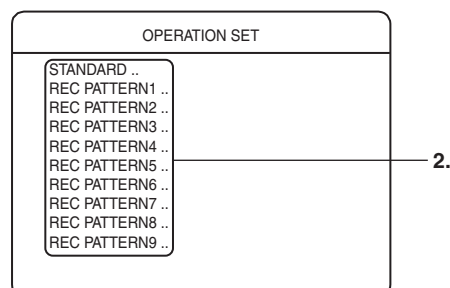 OPERATION SET
STANDARD ..
REC PATTERN1 ..
REC PATTERN2 ..
REC PATTERN3 ..
REC PATTERN4 ..
REC PATTERN5 ..
REC PATTERN6 ..
REC PATTERN7 ..
REC PATTERN8 ..
REC PATTERN9 ..
2.